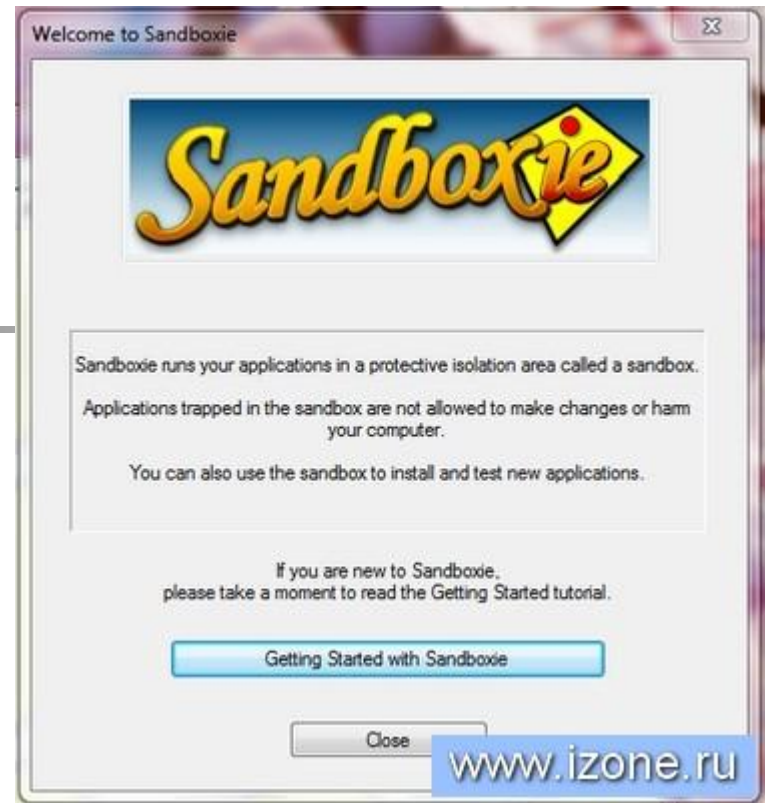 Welcome to Sandboxie
Sandboxie
Sandboxie runs your applications in a protective isolation area called a sandbox.
Applications trapped in the sandbox are not allowed to make changes or harm
your computer.
You can also use the sandbox to install and test new applications.
If you are new to Sandboxie,
please take a moment to read the Getting Started tutorial.
Getting Started with Sandboxie
Close
www.izone.ru